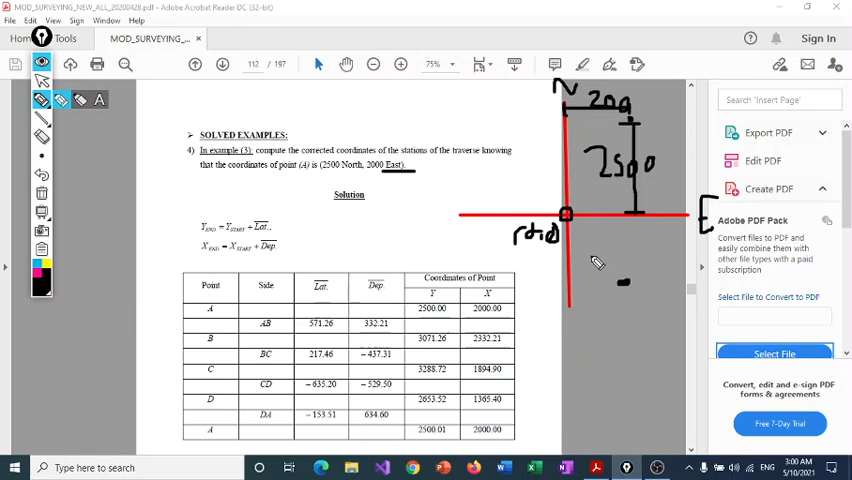 MOD_SURVEYING_NEW_ALL_20200428.pdf - Adobe Acrobat Reader DC (32-bit)
File Edit View Sign Window Help
Home Tools MOD_SURVEYING_... × Sign In
112 / 197 75%
SOLVED EXAMPLES:
4) In example (3): compute the corrected coordinates of the stations of the traverse knowing
that the coordinates of point (A) is (2500 North, 2000 East).
Solution
Y END = Y START + Lat.,
X END = X START + Dep.
Point Side Lat. Dep. Coordinates of Point
Y X
A 2500.00 2000.00
AB 571.26 332.21
B 3071.26 2332.21
BC 217.46 −437.31
C 3288.72 1894.90
CD −635.20 −529.50
D 2653.52 1365.40
DA −153.51 634.60
A 2500.01 2000.00
N
200
2500
E
A
Search 'Insert Page'
Export PDF
Edit PDF
Create PDF
Adobe PDF Pack
Convert files to PDF and
easily combine them with
other file types with a paid
subscription
Select File to Convert to PDF
Select File
Convert, edit and e-sign PDF
forms & agreements
Free 7-Day Trial
Type here to search
ENG
3:00 AM
5/10/2021